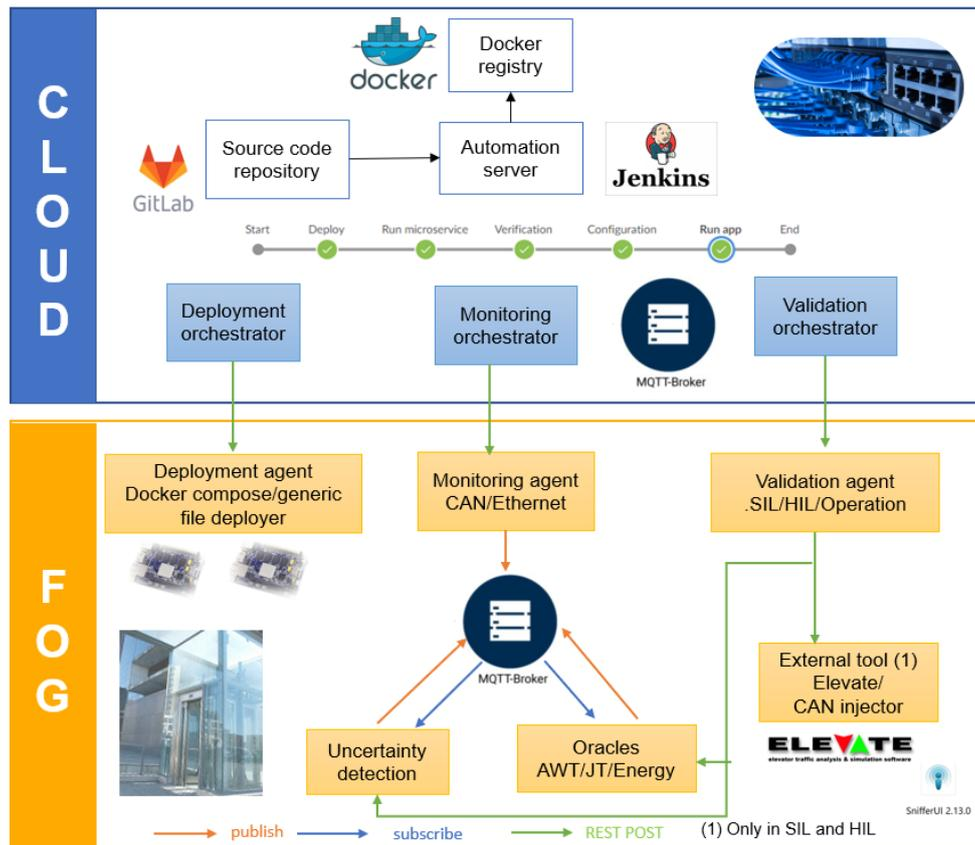 CLOUD
docker
Docker
registry
Source code
repository
Automation
server
GitLab
Jenkins
Start
Deploy
Run microservice
Verification
Configuration
Run app
End
Deployment
orchestrator
Monitoring
orchestrator
MQTT-Broker
Validation
orchestrator
FOG
Deployment agent
Docker compose/generic
file deployer
Monitoring agent
CAN/Ethernet
Validation agent
.SIL/HIL/Operation
MQTT-Broker
External tool (1)
Elevate/
CAN injector
Uncertainty
detection
Oracles
AWT/JT/Energy
ELEVATE
elevator traffic analysis & simulation software
SnifferUI 2.13.0
publish
subscribe
REST POST
(1) Only in SIL and HIL